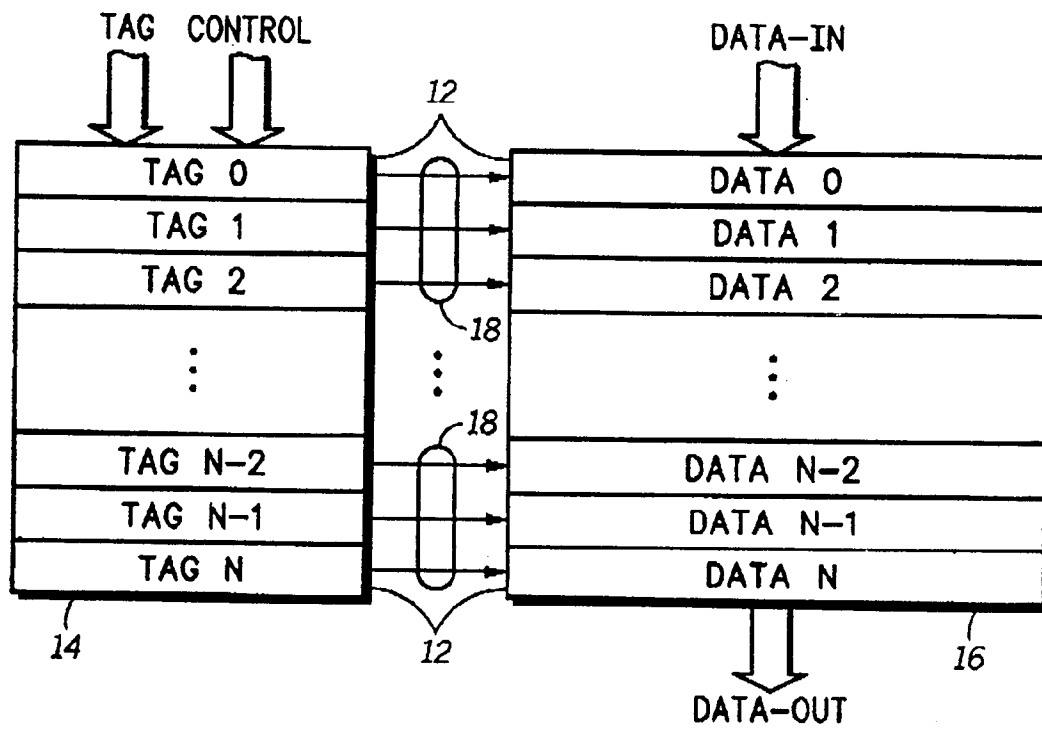 TAG CONTROL
DATA-IN
12
TAG 0
DATA 0
TAG 1
DATA 1
TAG 2
DATA 2
18
18
TAG N-2
DATA N-2
TAG N-1
DATA N-1
TAG N
DATA N
14
12
16
DATA-OUT